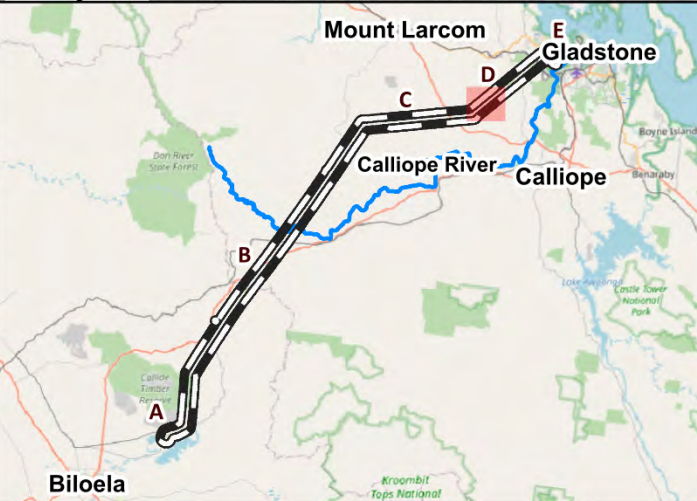 E
Mount Larcom
Gladstone
D
C
Boyne Island
Don River
State Forest
Calliope River
Calliope
Benaraby
B
Lake Awoonga
Castle Tower
National
Park
Callide
Timber
Reserve
A
Biloela
Kroombit
Tops National